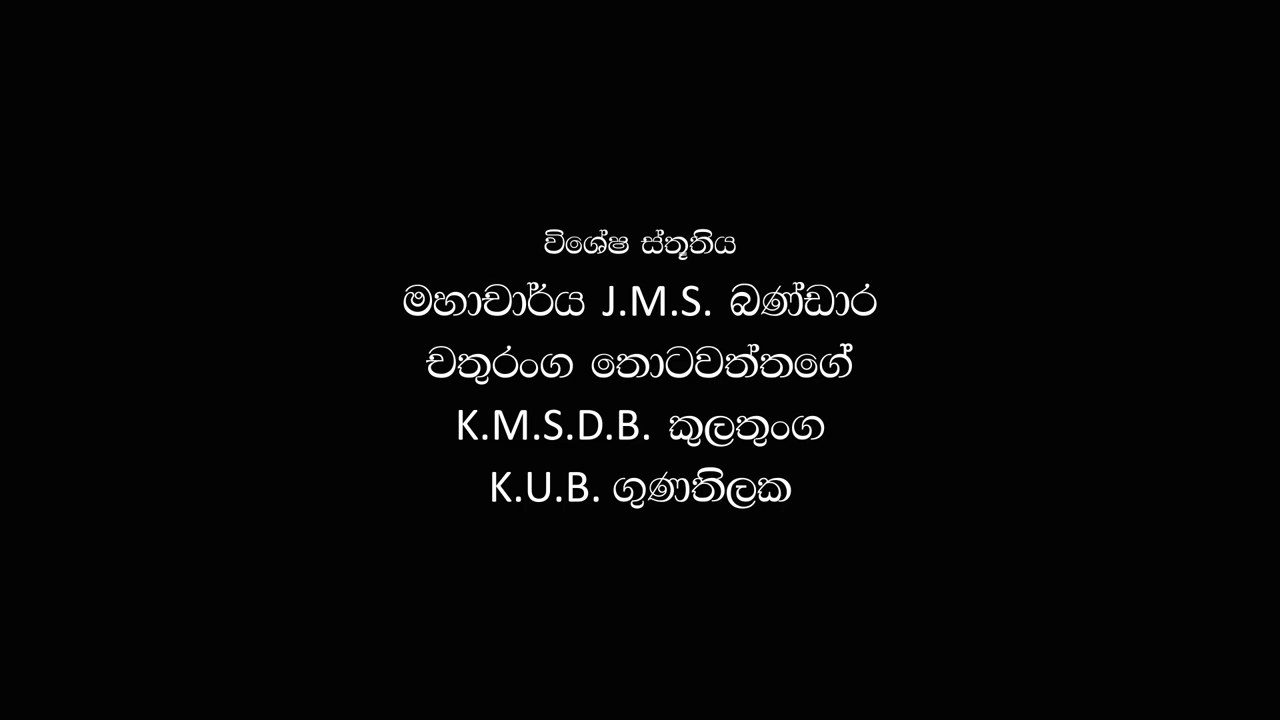 විශේෂ ස්තූතිය
මහාචාර්ය J.M.S. බණ්ඩාර
චතුරංග තොටවත්තගේ
K.M.S.D.B. කුලතුංග
K.U.B. ගුණතිලක